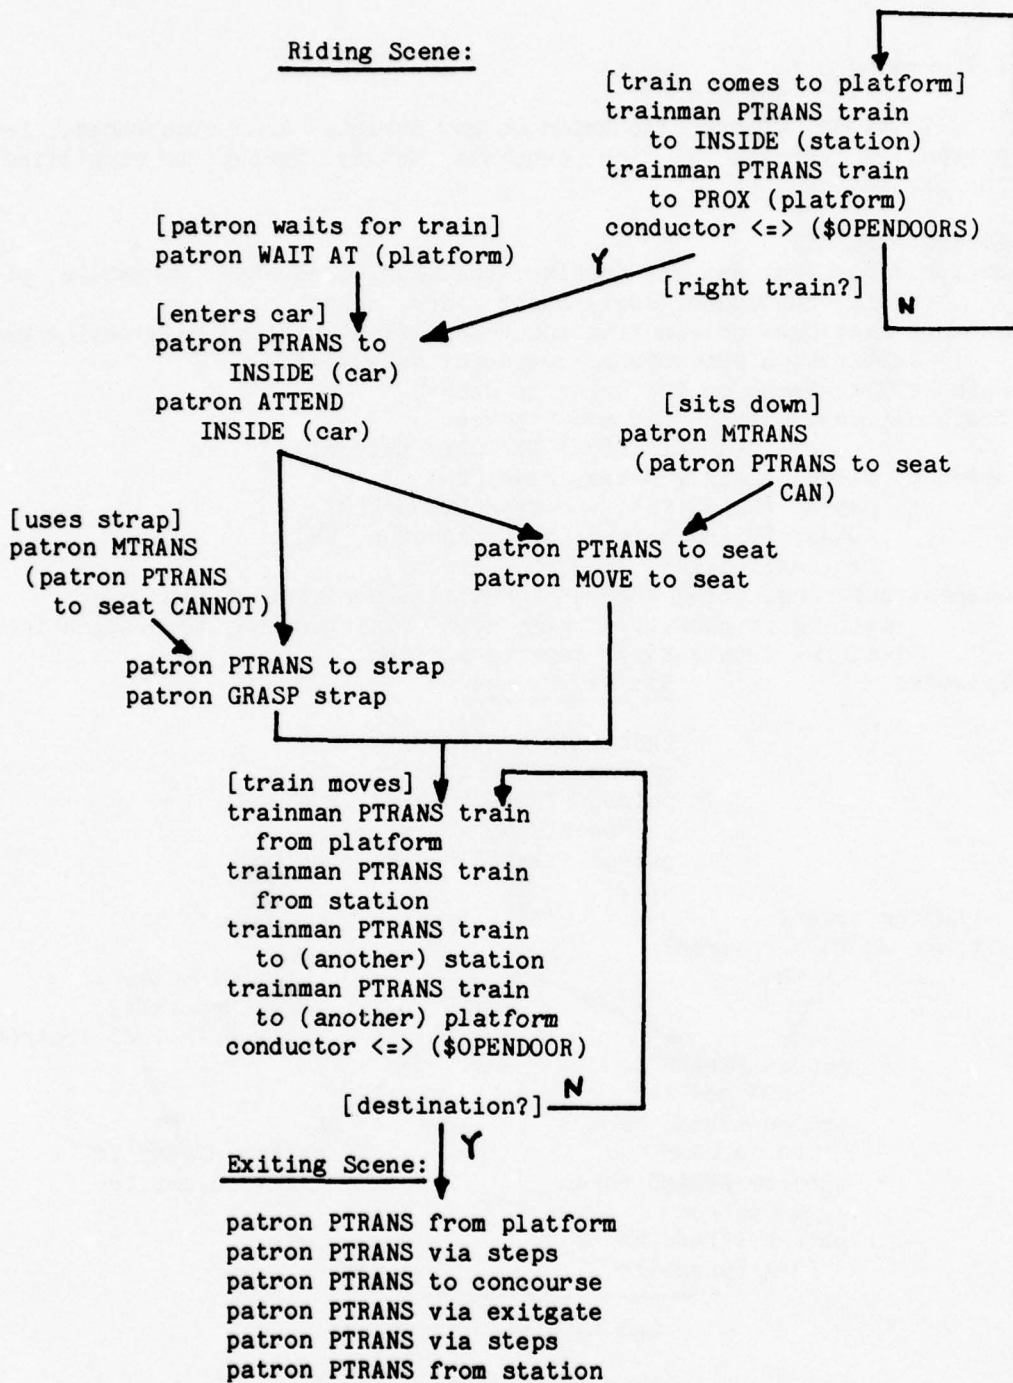 Riding Scene:
[train comes to platform]
trainman PTRANS train
to INSIDE (station)
trainman PTRANS train
to PROX (platform)
conductor <=> ($OPENDOORS)
[patron waits for train]
patron WAIT AT (platform)
Y
[right train?]
N
[enters car]
patron PTRANS to
INSIDE (car)
patron ATTEND
INSIDE (car)
[sits down]
patron MTRANS
(patron PTRANS to seat
CAN)
[uses strap]
patron MTRANS
(patron PTRANS
to seat CANNOT)
patron PTRANS to seat
patron MOVE to seat
patron PTRANS to strap
patron GRASP strap
[train moves]
trainman PTRANS train
from platform
trainman PTRANS train
from station
trainman PTRANS train
to (another) station
trainman PTRANS train
to (another) platform
conductor <=> ($OPENDOOR)
[destination?]
N
Y
Exiting Scene:
patron PTRANS from platform
patron PTRANS via steps
patron PTRANS to concourse
patron PTRANS via exitgate
patron PTRANS via steps
patron PTRANS from station